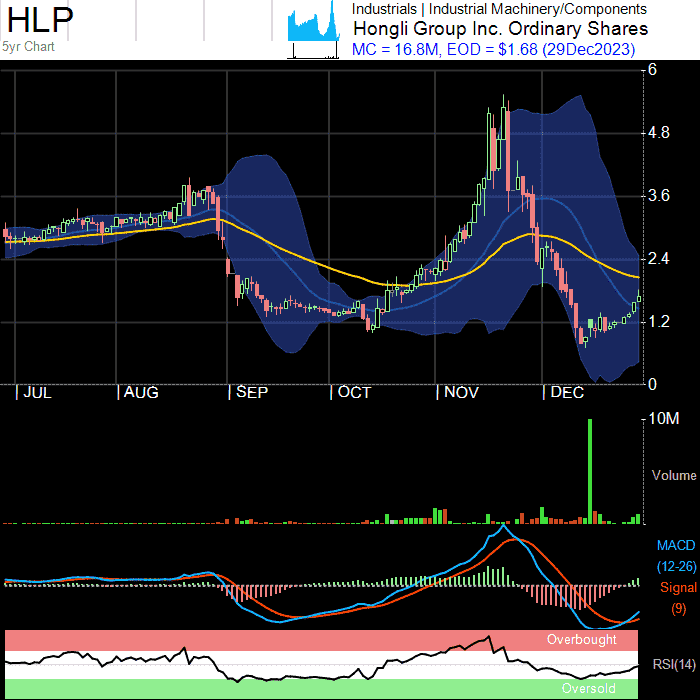 HLP
5yr Chart
Industrials | Industrial Machinery/Components
Hongli Group Inc. Ordinary Shares
MC = 16.8M, EOD = $1.68 (29Dec2023)
6
4.8
3.6
2.4
1.2
0
| JUL | AUG | SEP | OCT | NOV | DEC
10M
Volume
MACD
(12-26)
Signal
(9)
Overbought
RSI(14)
Oversold